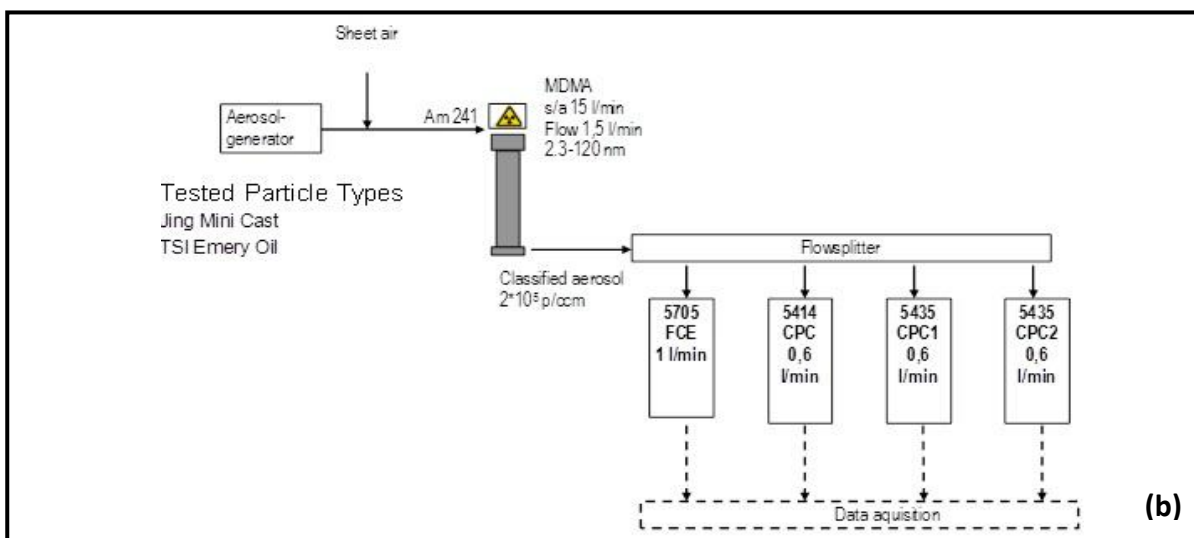 Sheet air
Aerosol-
generator
Am 241
MDMA
s/a 15 l/min
Flow 1,5 l/min
2.3-120 nm
Tested Particle Types
Jing Mini Cast
TSI Emery Oil
Classified aerosol
2*10⁵ p/ccm
Flowsplitter
5705
FCE
1 l/min
5414
CPC
0,6
l/min
5435
CPC1
0,6
l/min
5435
CPC2
0,6
l/min
Data aquisition
(b)